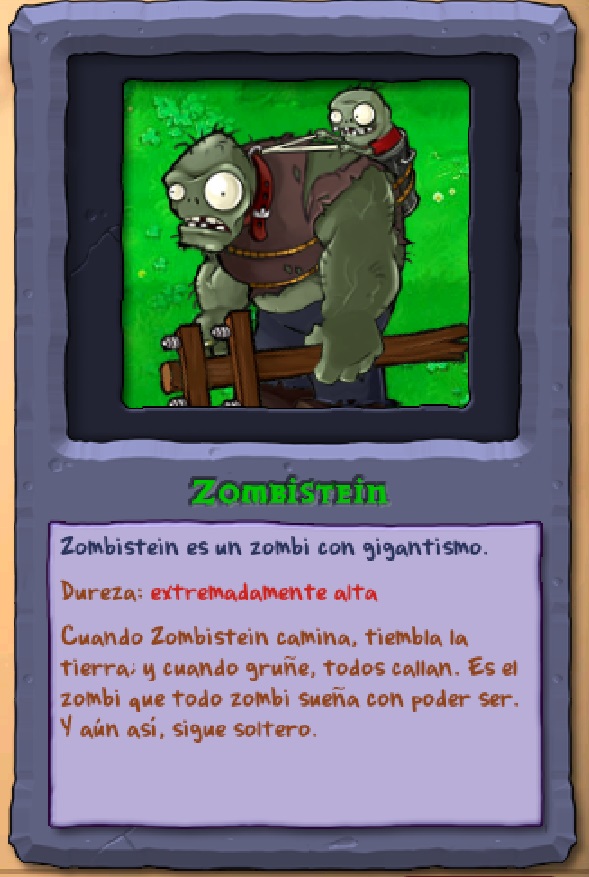 Zombistein
Zombistein es un zombi con gigantismo.
Dureza: extremadamente alta
Cuando Zombistein camina, tiembla la
tierra; y cuando gruñe, todos callan. Es el
zombi que todo zombi sueña con poder ser.
Y aún así, sigue soltero.